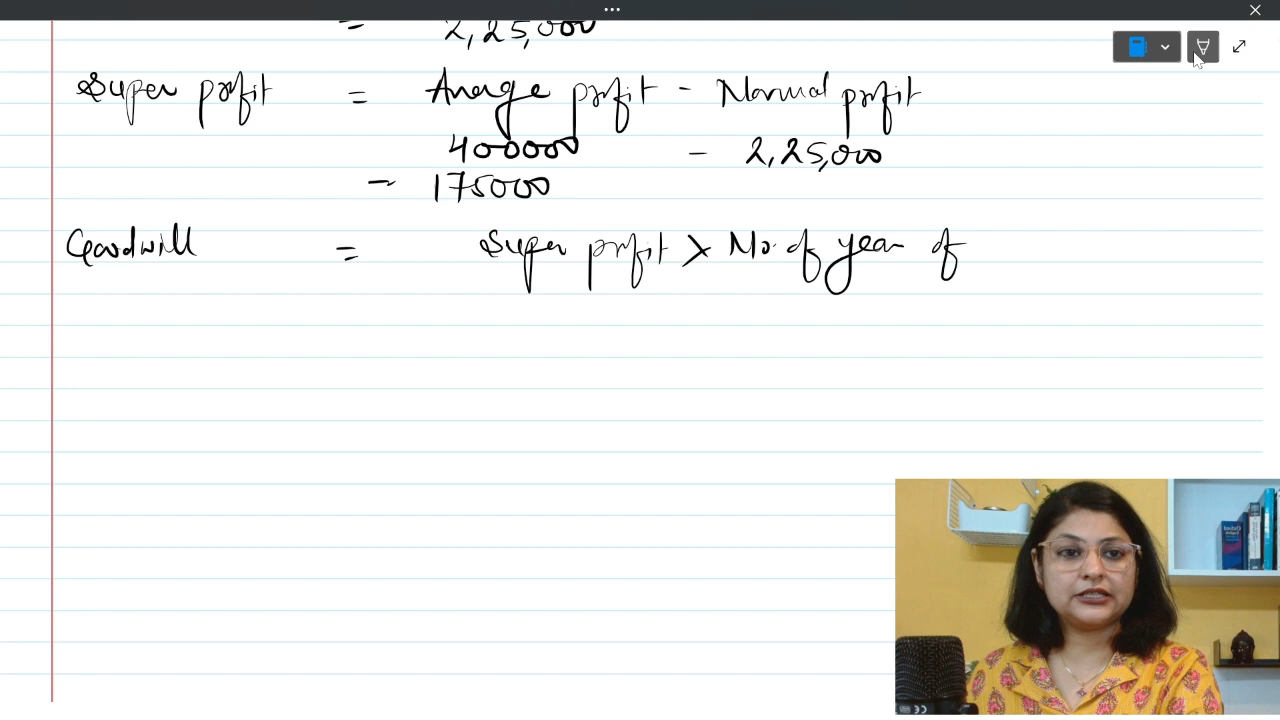 = 2,25,000
Super profit = Average profit - Normal profit
400000 - 2,25,000
- 175000
Goodwill = Super profit × No. of year of